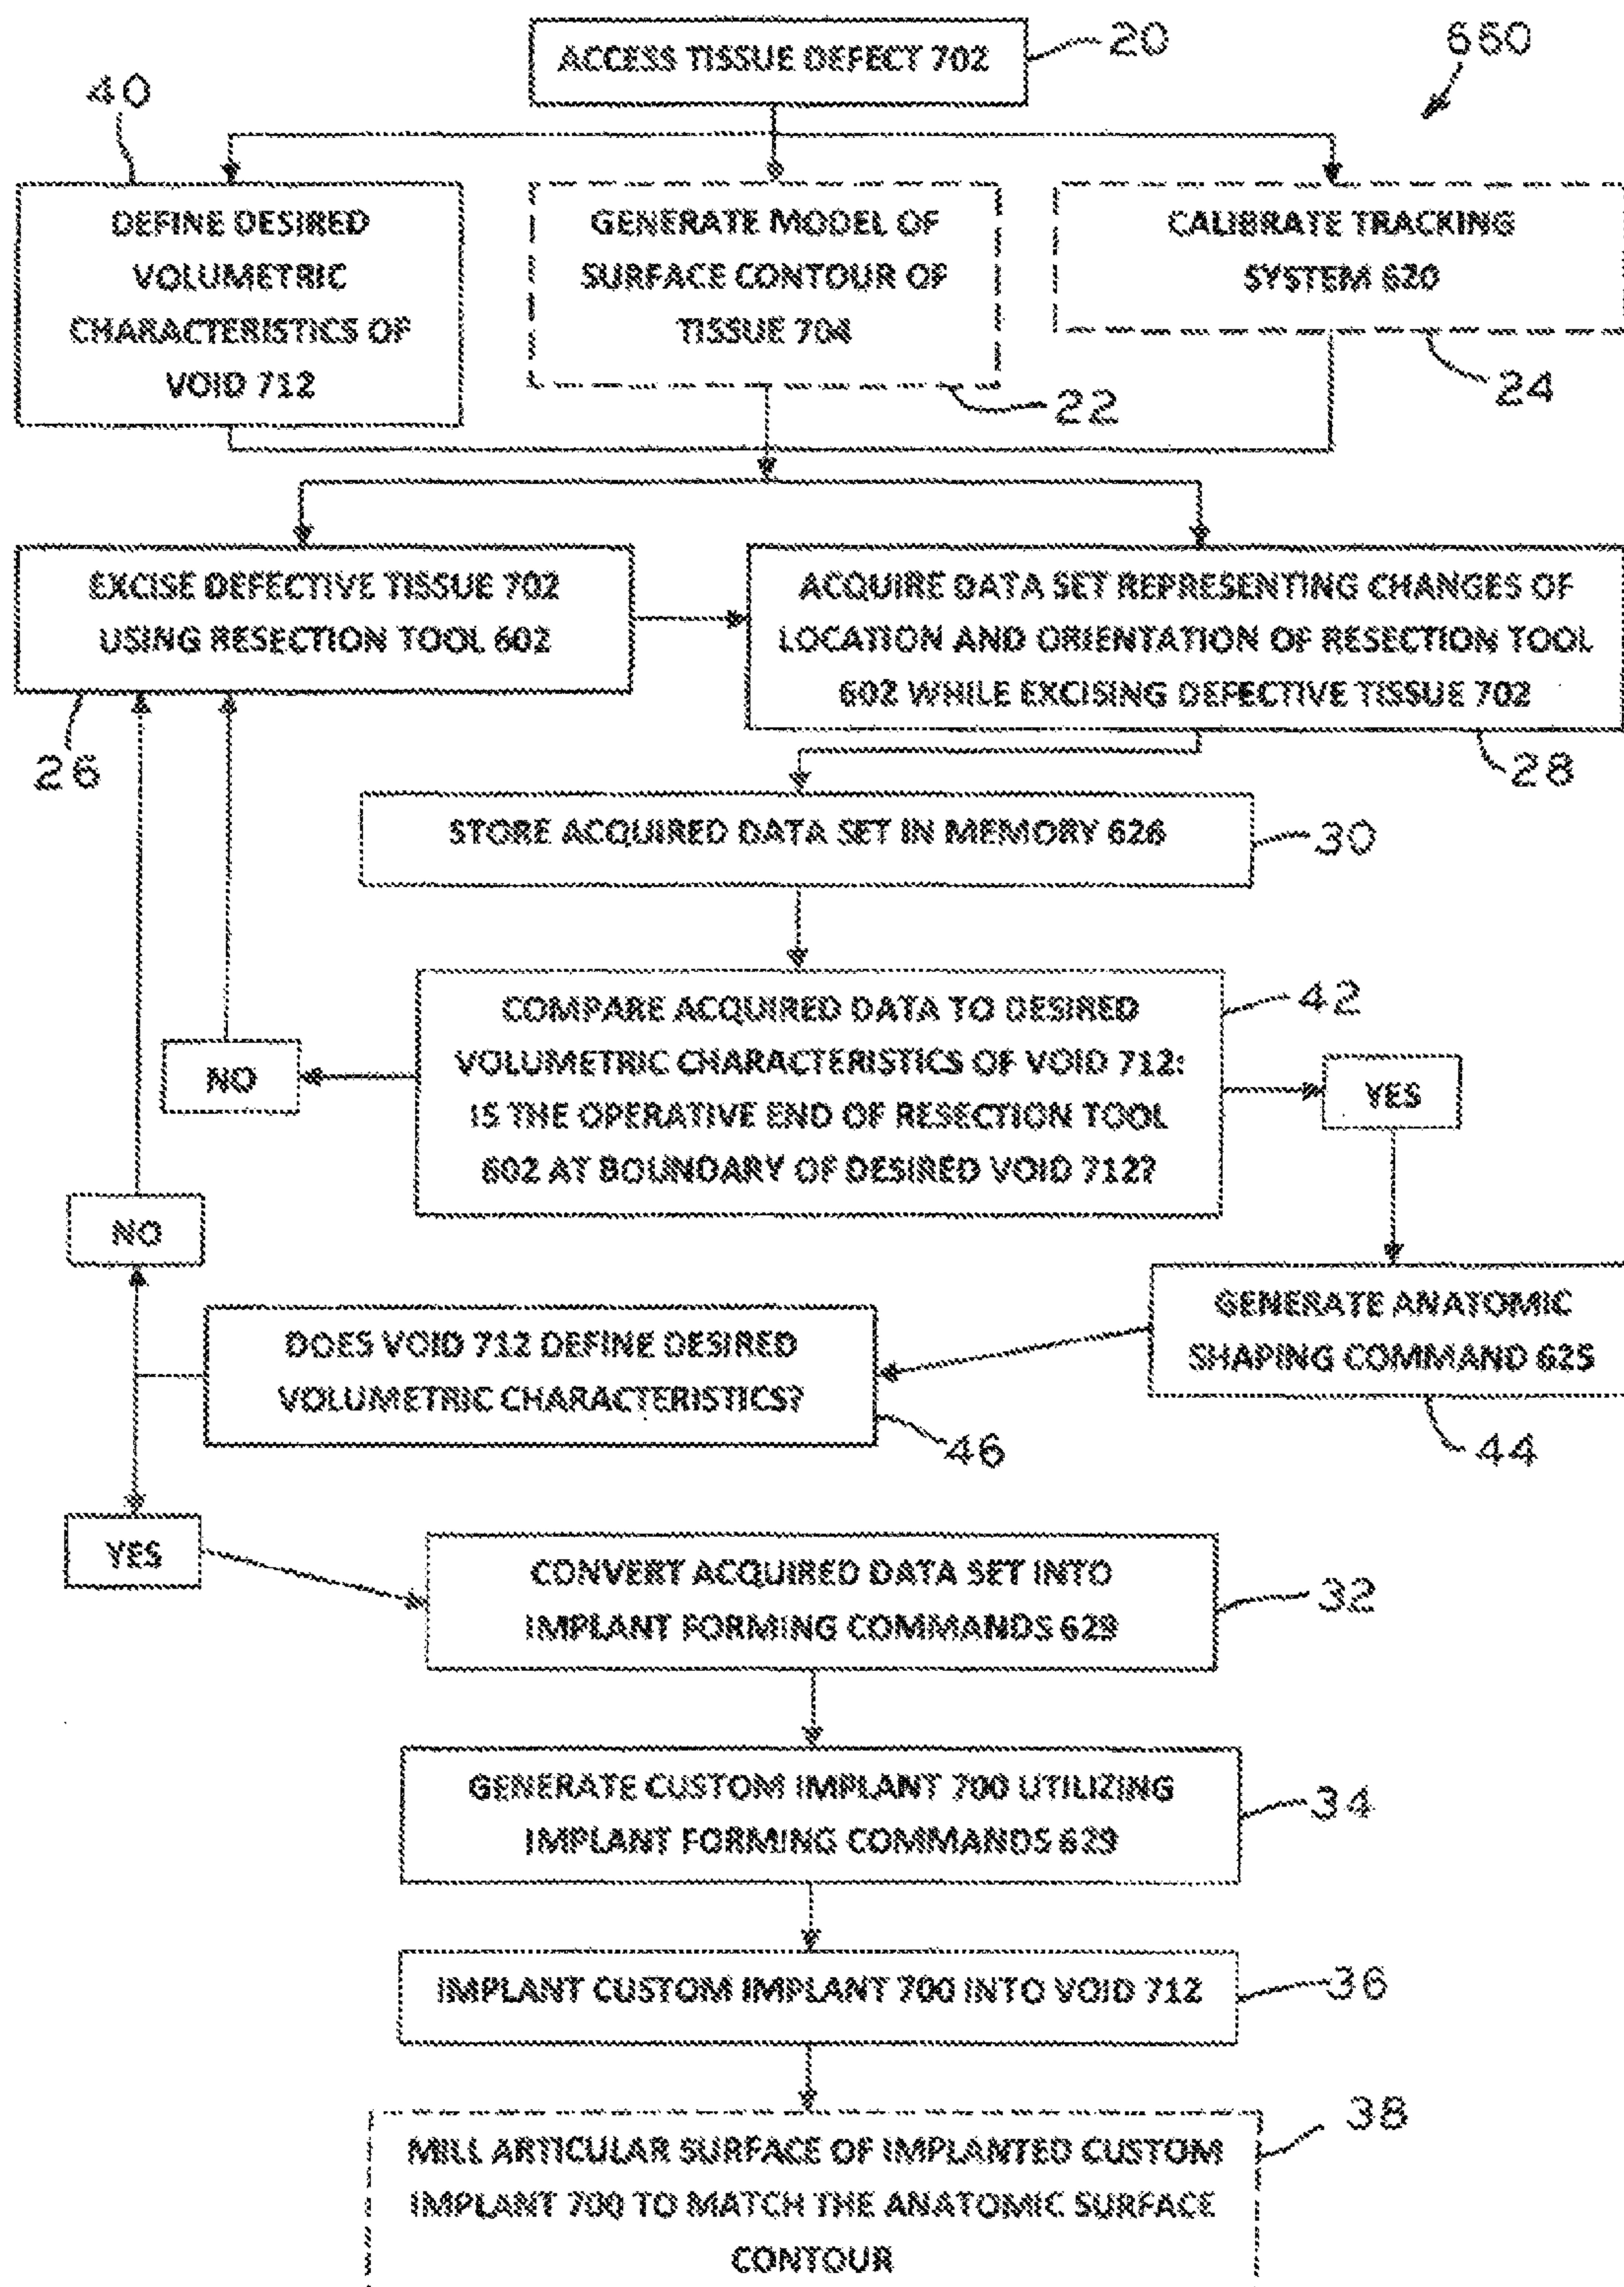 ACCESS TISSUE DEFECT 702
20
660
40
DEFINE DESIRED
VOLUMETRIC
CHARACTERISTICS OF
VOID 712
GENERATE MODEL OF
SURFACE CONTOUR OF
TISSUE 704
22
CALIBRATE TRACKING
SYSTEM 620
24
EXCISE DEFECTIVE TISSUE 702
USING RESECTION TOOL 602
26
ACQUIRE DATA SET REPRESENTING CHANGES OF
LOCATION AND ORIENTATION OF RESECTION TOOL
602 WHILE EXCISING DEFECTIVE TISSUE 702
28
STORE ACQUIRED DATA SET IN MEMORY 626
30
COMPARE ACQUIRED DATA TO DESIRED
VOLUMETRIC CHARACTERISTICS OF VOID 712:
IS THE OPERATIVE END OF RESECTION TOOL
602 AT BOUNDARY OF DESIRED VOID 712?
42
NO
YES
NO
GENERATE ANATOMIC
SHAPING COMMAND 625
44
DOES VOID 712 DEFINE DESIRED
VOLUMETRIC CHARACTERISTICS?
46
YES
CONVERT ACQUIRED DATA SET INTO
IMPLANT FORMING COMMANDS 629
32
GENERATE CUSTOM IMPLANT 700 UTILIZING
IMPLANT FORMING COMMANDS 629
34
IMPLANT CUSTOM IMPLANT 700 INTO VOID 712
36
MILL ARTICULAR SURFACE OF IMPLANTED CUSTOM
IMPLANT 700 TO MATCH THE ANATOMIC SURFACE
CONTOUR
38